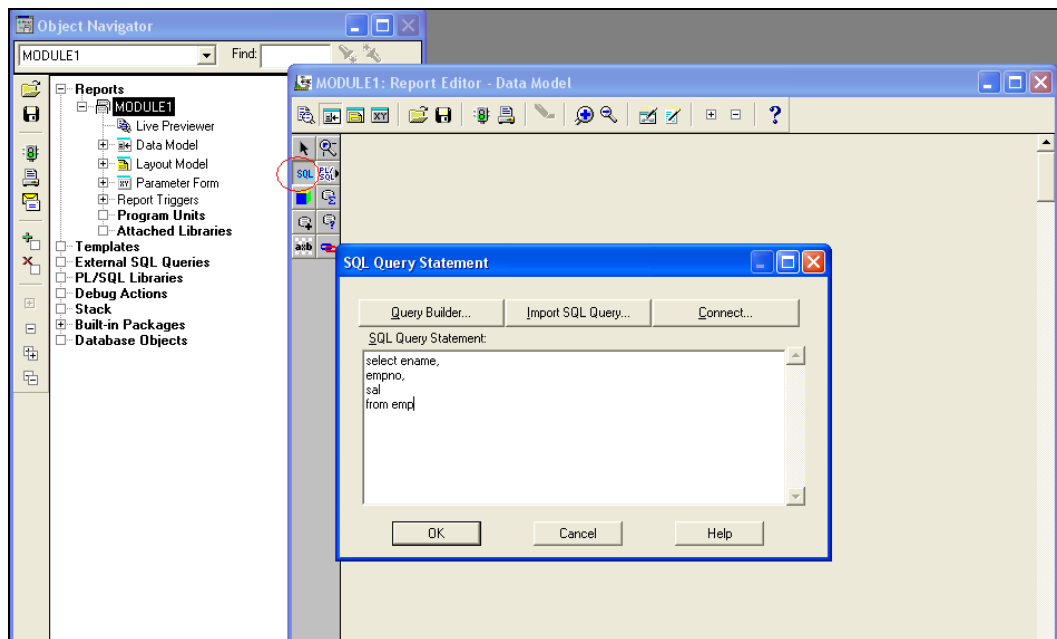 Object Navigator
MODULE1
Find:
Reports
MODULE1
Live Previewer
Data Model
Layout Model
Parameter Form
Report Triggers
Program Units
Attached Libraries
Templates
External SQL Queries
PL/SQL Libraries
Debug Actions
Stack
Built-in Packages
Database Objects
MODULE1: Report Editor - Data Model
XY
?
SQL
PL/
SQL
a≡b
SQL Query Statement
Query Builder...
Import SQL Query...
Connect...
SQL Query Statement:
select ename,
empno,
sal
from emp
OK
Cancel
Help